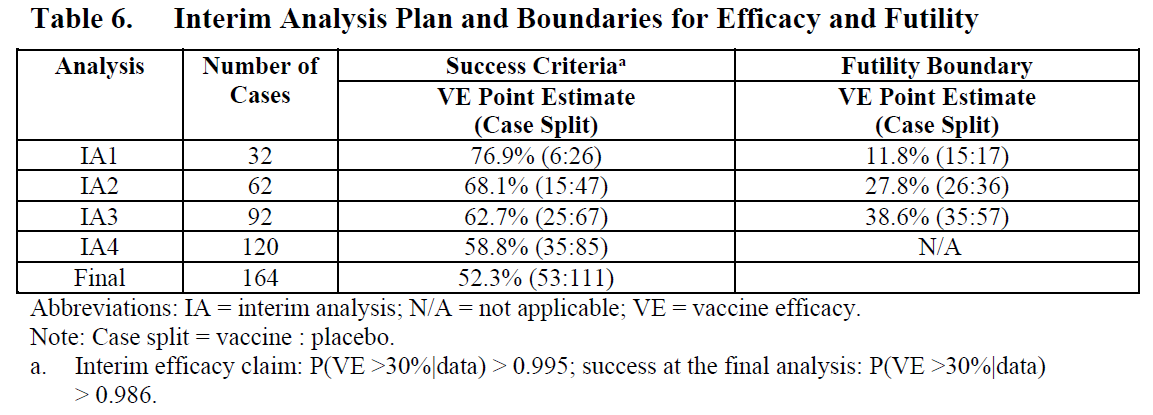 Table 6. Interim Analysis Plan and Boundaries for Efficacy and Futility
Analysis Number of Cases Success Criteriaᵃ Futility Boundary
VE Point Estimate (Case Split) VE Point Estimate (Case Split)
IA1 32 76.9% (6:26) 11.8% (15:17)
IA2 62 68.1% (15:47) 27.8% (26:36)
IA3 92 62.7% (25:67) 38.6% (35:57)
IA4 120 58.8% (35:85) N/A
Final 164 52.3% (53:111)
Abbreviations: IA = interim analysis; N/A = not applicable; VE = vaccine efficacy.
Note: Case split = vaccine : placebo.
a. Interim efficacy claim: P(VE >30%|data) > 0.995; success at the final analysis: P(VE >30%|data)
> 0.986.